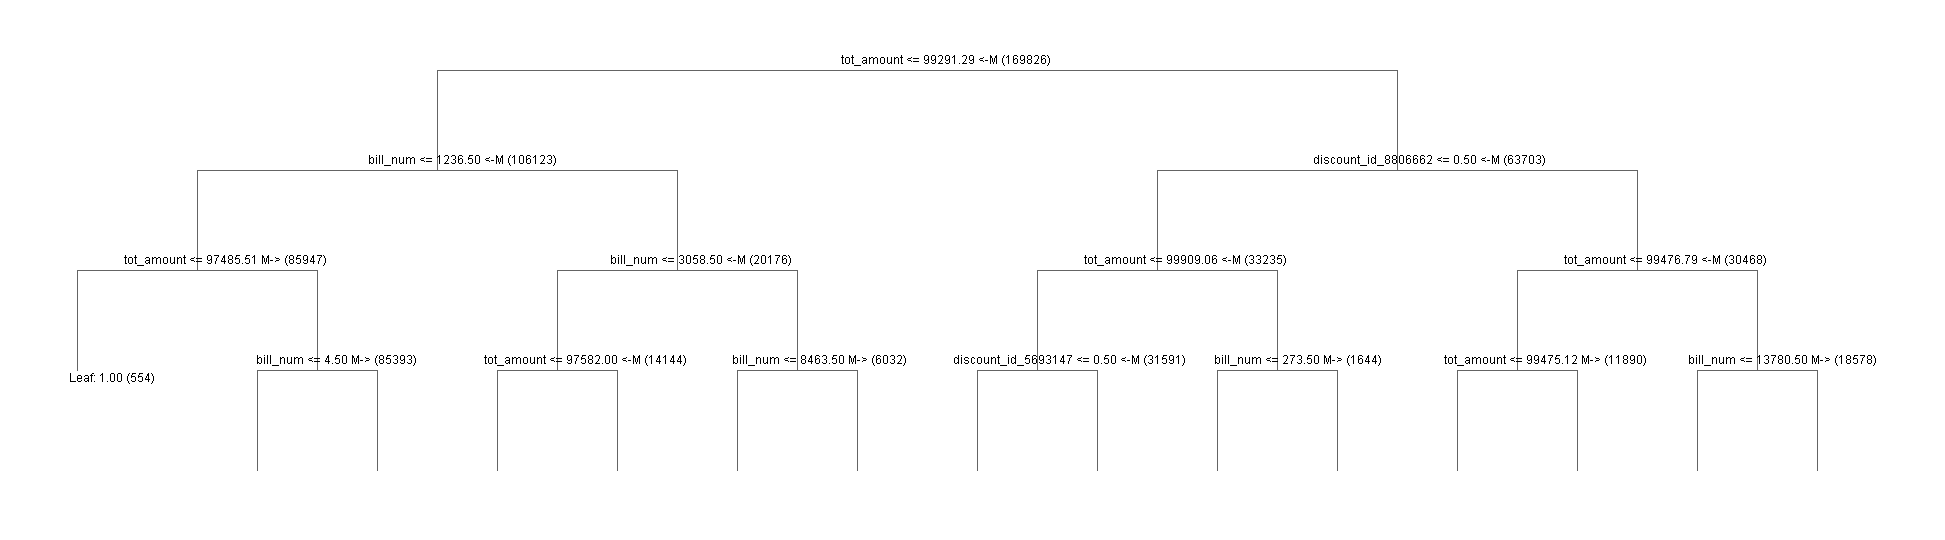 tot_amount <= 99291.29 <-M (169826)
bill_num <= 1236.50 <-M (106123)
discount_id_8806662 <= 0.50 <-M (63703)
tot_amount <= 97485.51 M-> (85947)
bill_num <= 3058.50 <-M (20176)
tot_amount <= 99909.06 <-M (33235)
tot_amount <= 99476.79 <-M (30468)
bill_num <= 4.50 M-> (85393)
tot_amount <= 97582.00 <-M (14144)
bill_num <= 8463.50 M-> (6032)
discount_id_5693147 <= 0.50 <-M (31591)
bill_num <= 273.50 M-> (1644)
tot_amount <= 99475.12 M-> (11890)
bill_num <= 13780.50 M-> (18578)
Leaf: 1.00 (554)